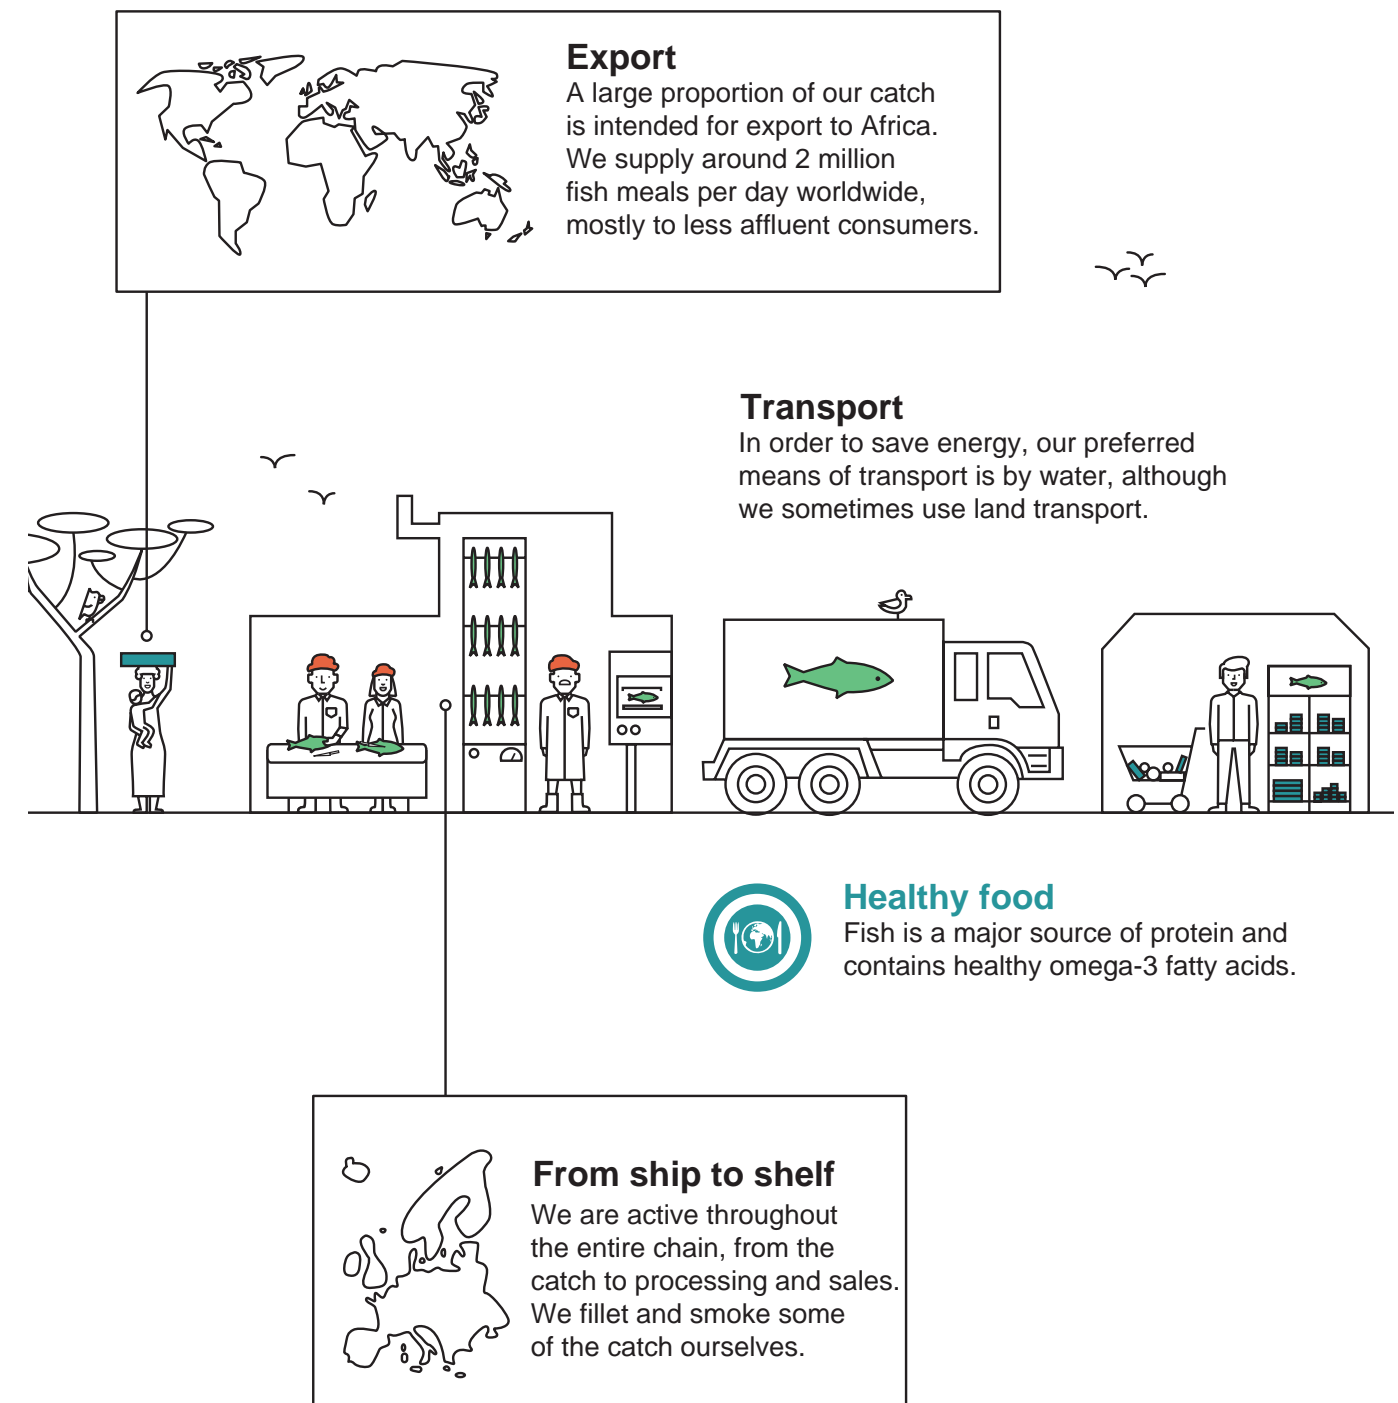 Export
A large proportion of our catch
is intended for export to Africa.
We supply around 2 million
fish meals per day worldwide,
mostly to less affluent consumers.
Transport
In order to save energy, our preferred
means of transport is by water, although
we sometimes use land transport.
Healthy food
Fish is a major source of protein and
contains healthy omega-3 fatty acids.
From ship to shelf
We are active throughout
the entire chain, from the
catch to processing and sales.
We fillet and smoke some
of the catch ourselves.